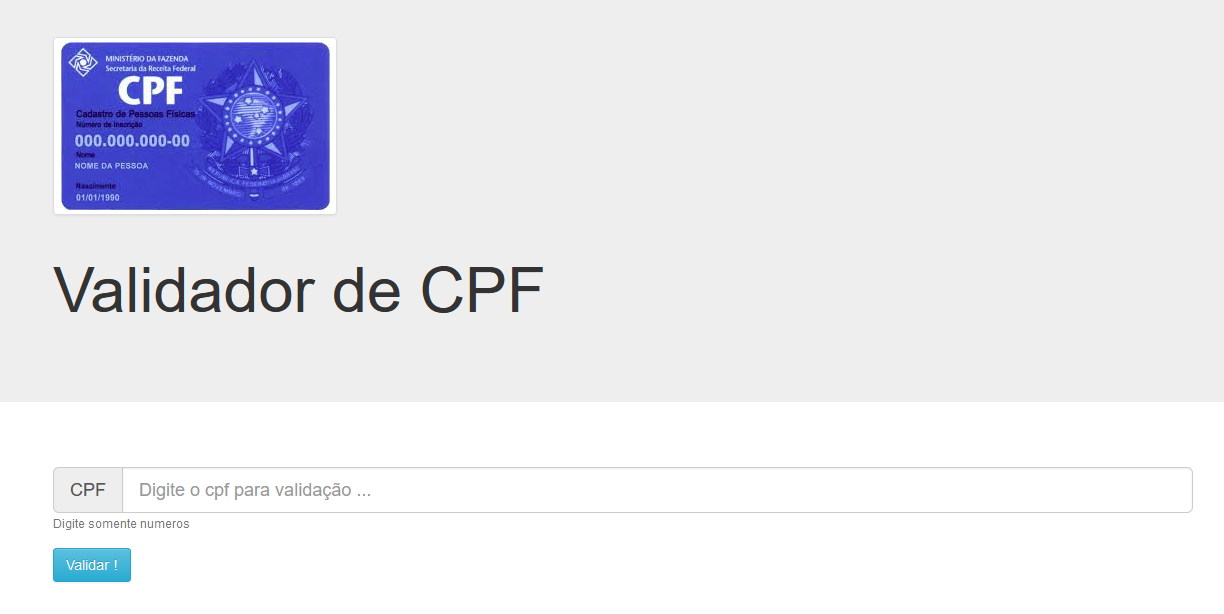 MINISTÉRIO DA FAZENDA
Secretaria da Receita Federal
CPF
Cadastro de Pessoas Físicas
Número de Inscrição
000.000.000-00
Nome
NOME DA PESSOA
Nascimento
01/01/1990
Validador de CPF
CPF Digite o cpf para validação ...
Digite somente numeros
Validar !